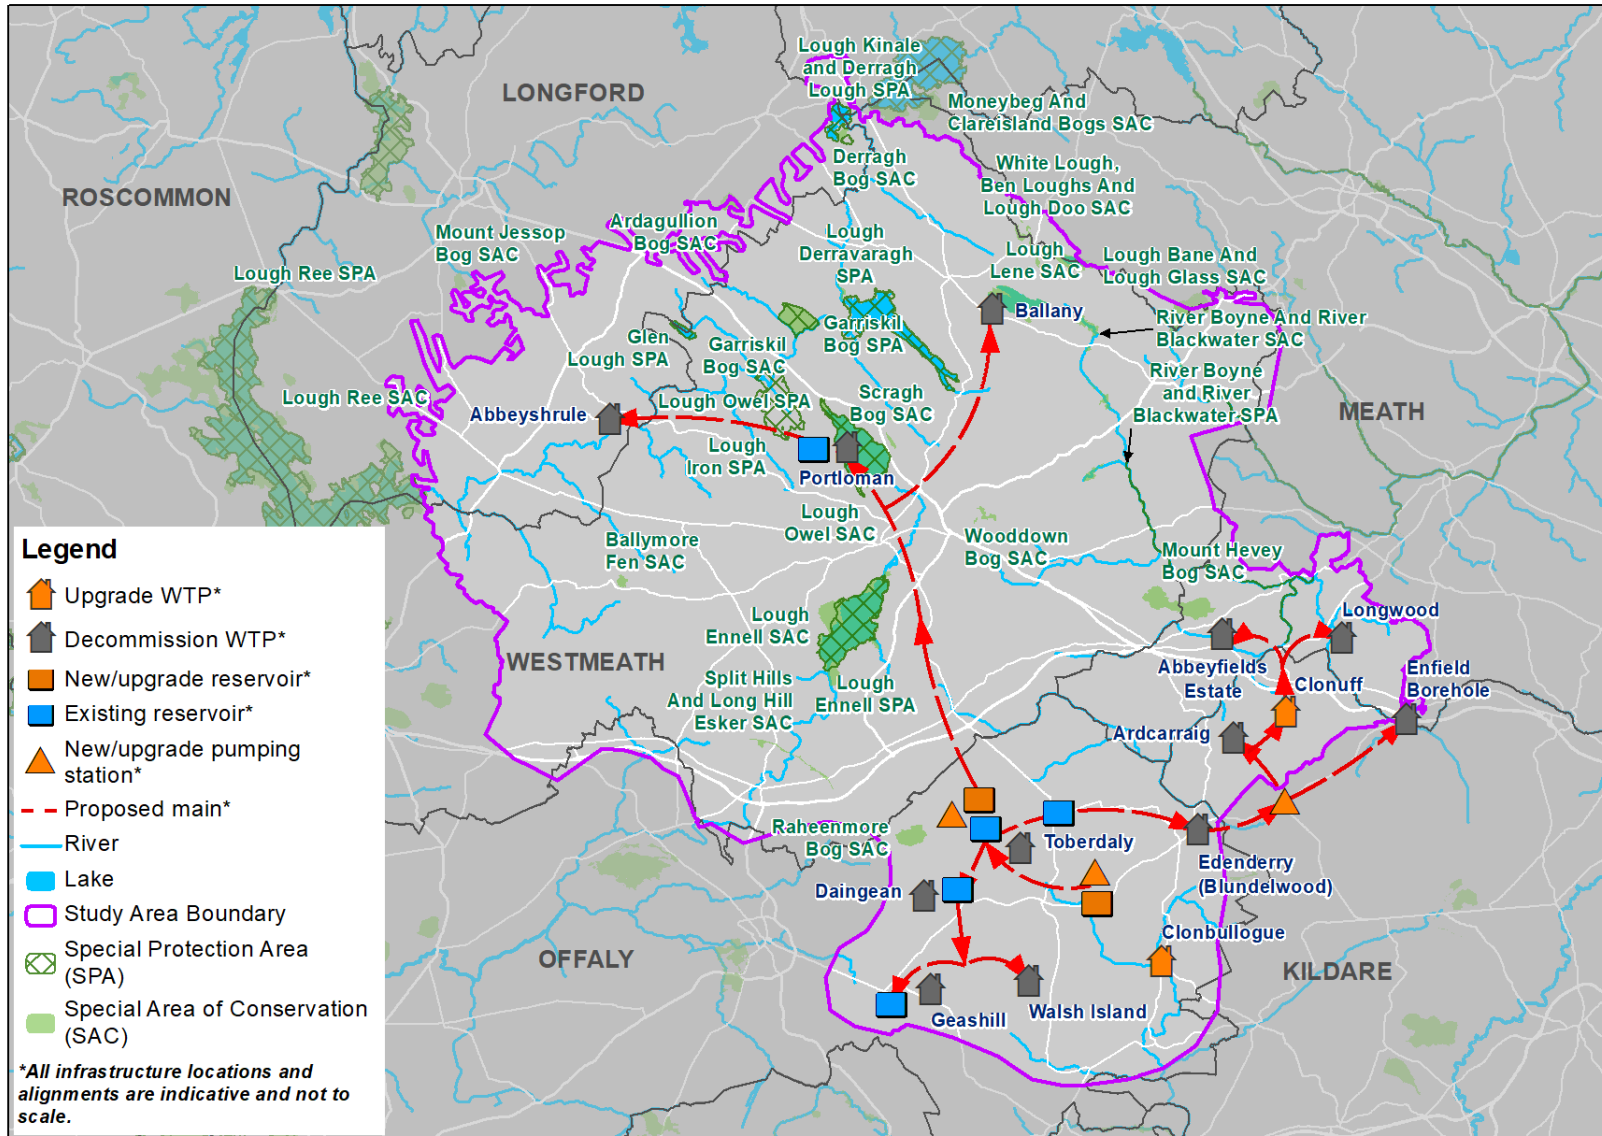 Lough Kinale
and Derragh
Lough SPA
LONGFORD
Moneybeg And
Clareisland Bogs SAC
Derragh
Bog SAC
White Lough,
Ben Loughs And
Lough Doo SAC
ROSCOMMON
Ardagullion
Bog SAC
Mount Jessop
Bog SAC
Lough
Derravaragh
SPA
Lough
Lene SAC
Lough Bane And
Lough Glass SAC
Lough Ree SPA
Ballany
River Boyne And River
Blackwater SAC
Glen
Lough SPA
Garriskil
Bog SAC
Garriskil
Bog SPA
River Boyne
and River
Blackwater SPA
Lough Ree SAC
Abbeyshrule
Lough Owel SPA
Scragh
Bog SAC
MEATH
Lough
Iron SPA
Portloman
Lough
Owel SAC
Wooddown
Bog SAC
Ballymore
Fen SAC
Mount Hevey
Bog SAC
Longwood
Lough
Ennell SAC
WESTMEATH
Abbeyfields
Estate
Clonuff
Enfield
Borehole
Split Hills
And Long Hill
Esker SAC
Lough
Ennell SPA
Ardcarraig
Raheenmore
Bog SAC
Toberdaly
Edenderry
(Blundelwood)
Daingean
Clonbullogue
OFFALY
KILDARE
Geashill
Walsh Island
Legend
Upgrade WTP*
Decommission WTP*
New/upgrade reservoir*
Existing reservoir*
New/upgrade pumping
station*
Proposed main*
River
Lake
Study Area Boundary
Special Protection Area
(SPA)
Special Area of Conservation
(SAC)
*All infrastructure locations and
alignments are indicative and not to
scale.